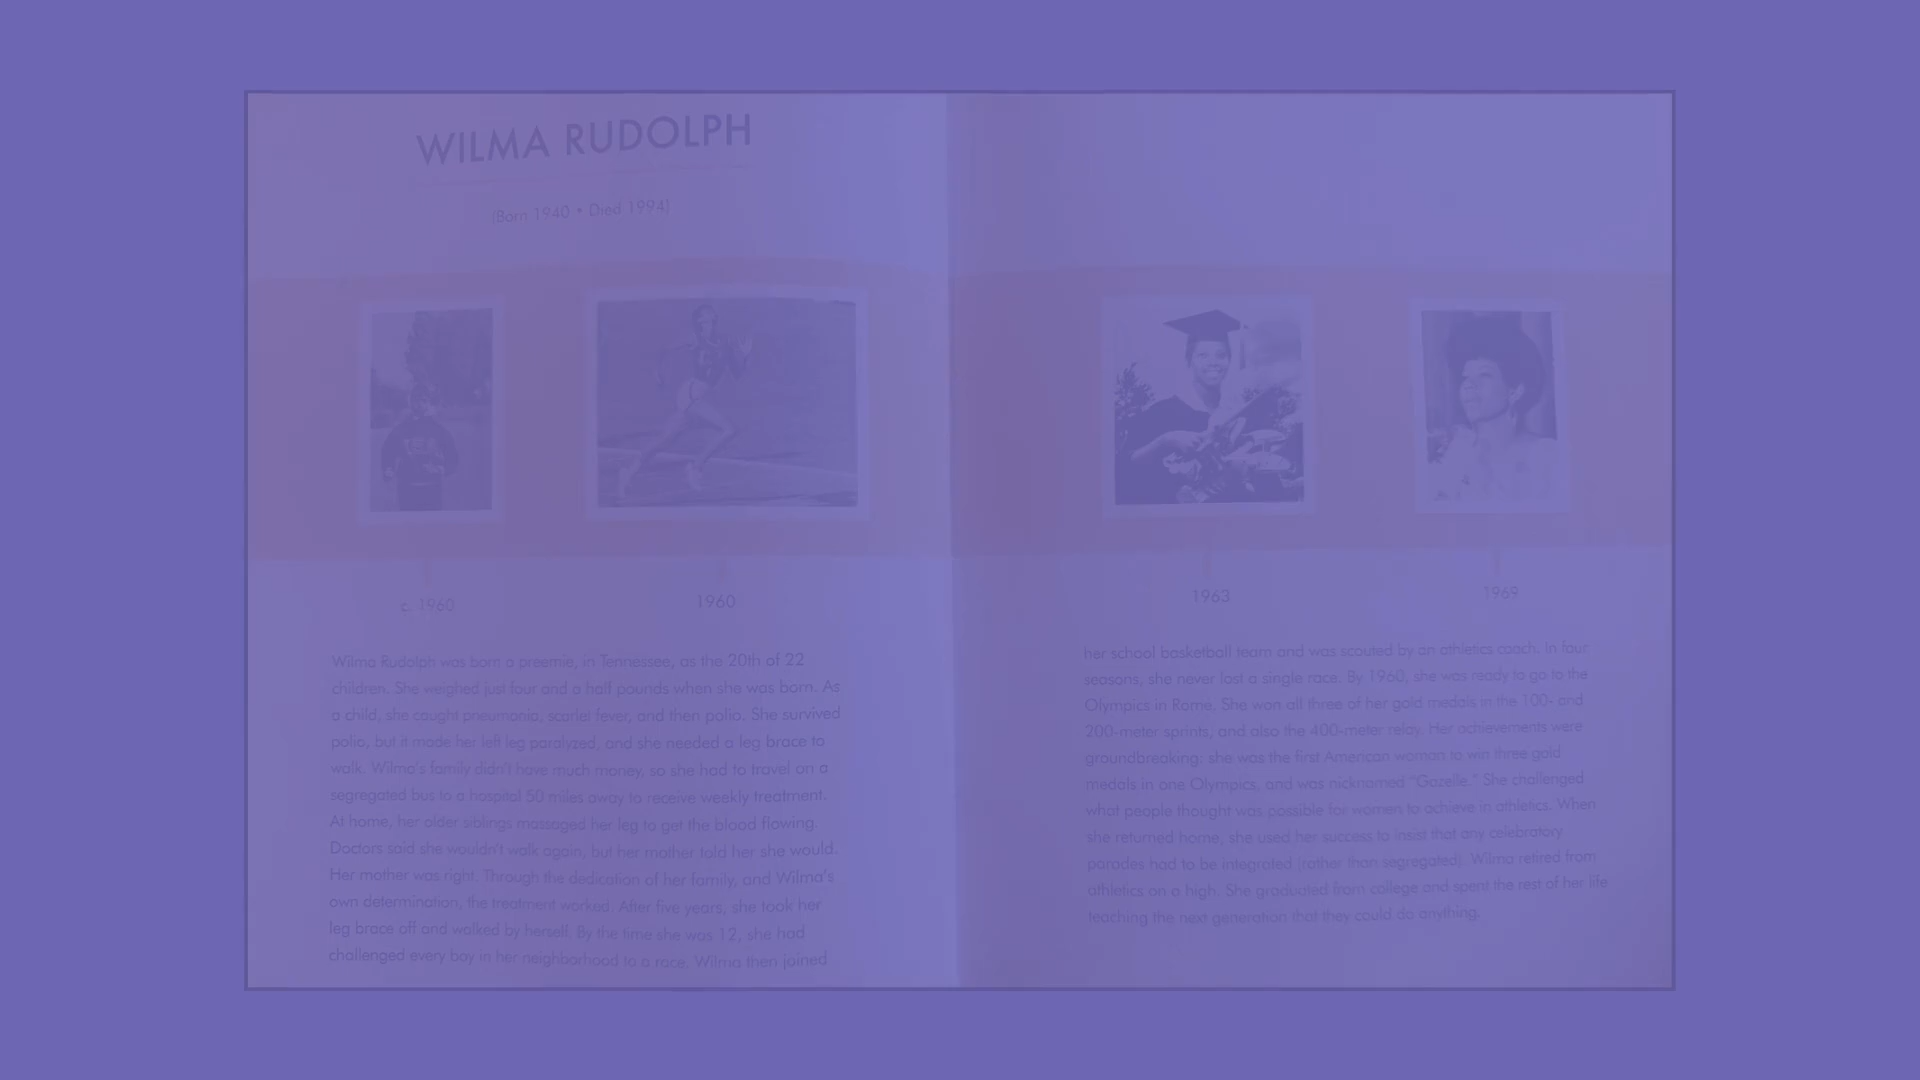 WILMA RUDOLPH
(Born 1940 • Died 1994)
c. 1960
1960
Wilma Rudolph was born a preemie, in Tennessee, as the 20th of 22
children. She weighed just four and a half pounds when she was born. As
a child, she caught pneumonia, scarlet fever, and then polio. She survived
polio, but it made her left leg paralyzed, and she needed a leg brace to
walk. Wilma's family didn't have much money, so she had to travel on a
segregated bus to a hospital 50 miles away to receive weekly treatment.
At home, her older siblings massaged her leg to get the blood flowing.
Doctors said she wouldn't walk again, but her mother told her she would.
Her mother was right. Through the dedication of her family, and Wilma's
own determination, the treatment worked. After five years, she took her
leg brace off and walked by herself. By the time she was 12, she had
challenged every boy in her neighborhood to a race. Wilma then joined
1963
1969
her school basketball team and was scouted by an athletics coach. In four
seasons, she never lost a single race. By 1960, she was ready to go to the
Olympics in Rome. She won all three of her gold medals in the 100- and
200-meter sprints, and also the 400-meter relay. Her achievements were
groundbreaking: she was the first American woman to win three gold
medals in one Olympics, and was nicknamed "Gazelle." She challenged
what people thought was possible for women to achieve in athletics. When
she returned home, she used her success to insist that any celebratory
parades had to be integrated (rather than segregated). Wilma retired from
athletics on a high. She graduated from college and spent the rest of her life
teaching the next generation that they could do anything.